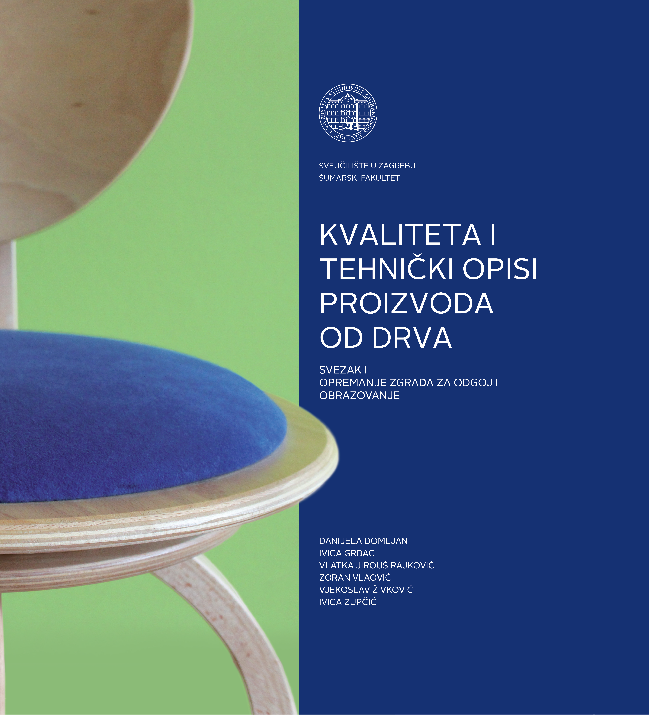 SVEUČILIŠTE U ZAGREBU
ŠUMARSKI FAKULTET
KVALITETA I
TEHNIČKI OPISI
PROIZVODA
OD DRVA
SVEZAK I
OPREMANJE ZGRADA ZA ODGOJ I
OBRAZOVANJE
DANIJELA DOMLJAN
IVICA GRBAC
VLATKA JIROUŠ RAJKOVIĆ
ZORAN VLAOVIĆ
VJEKOSLAV ŽIVKOVIĆ
IVICA ŽUPČIĆ